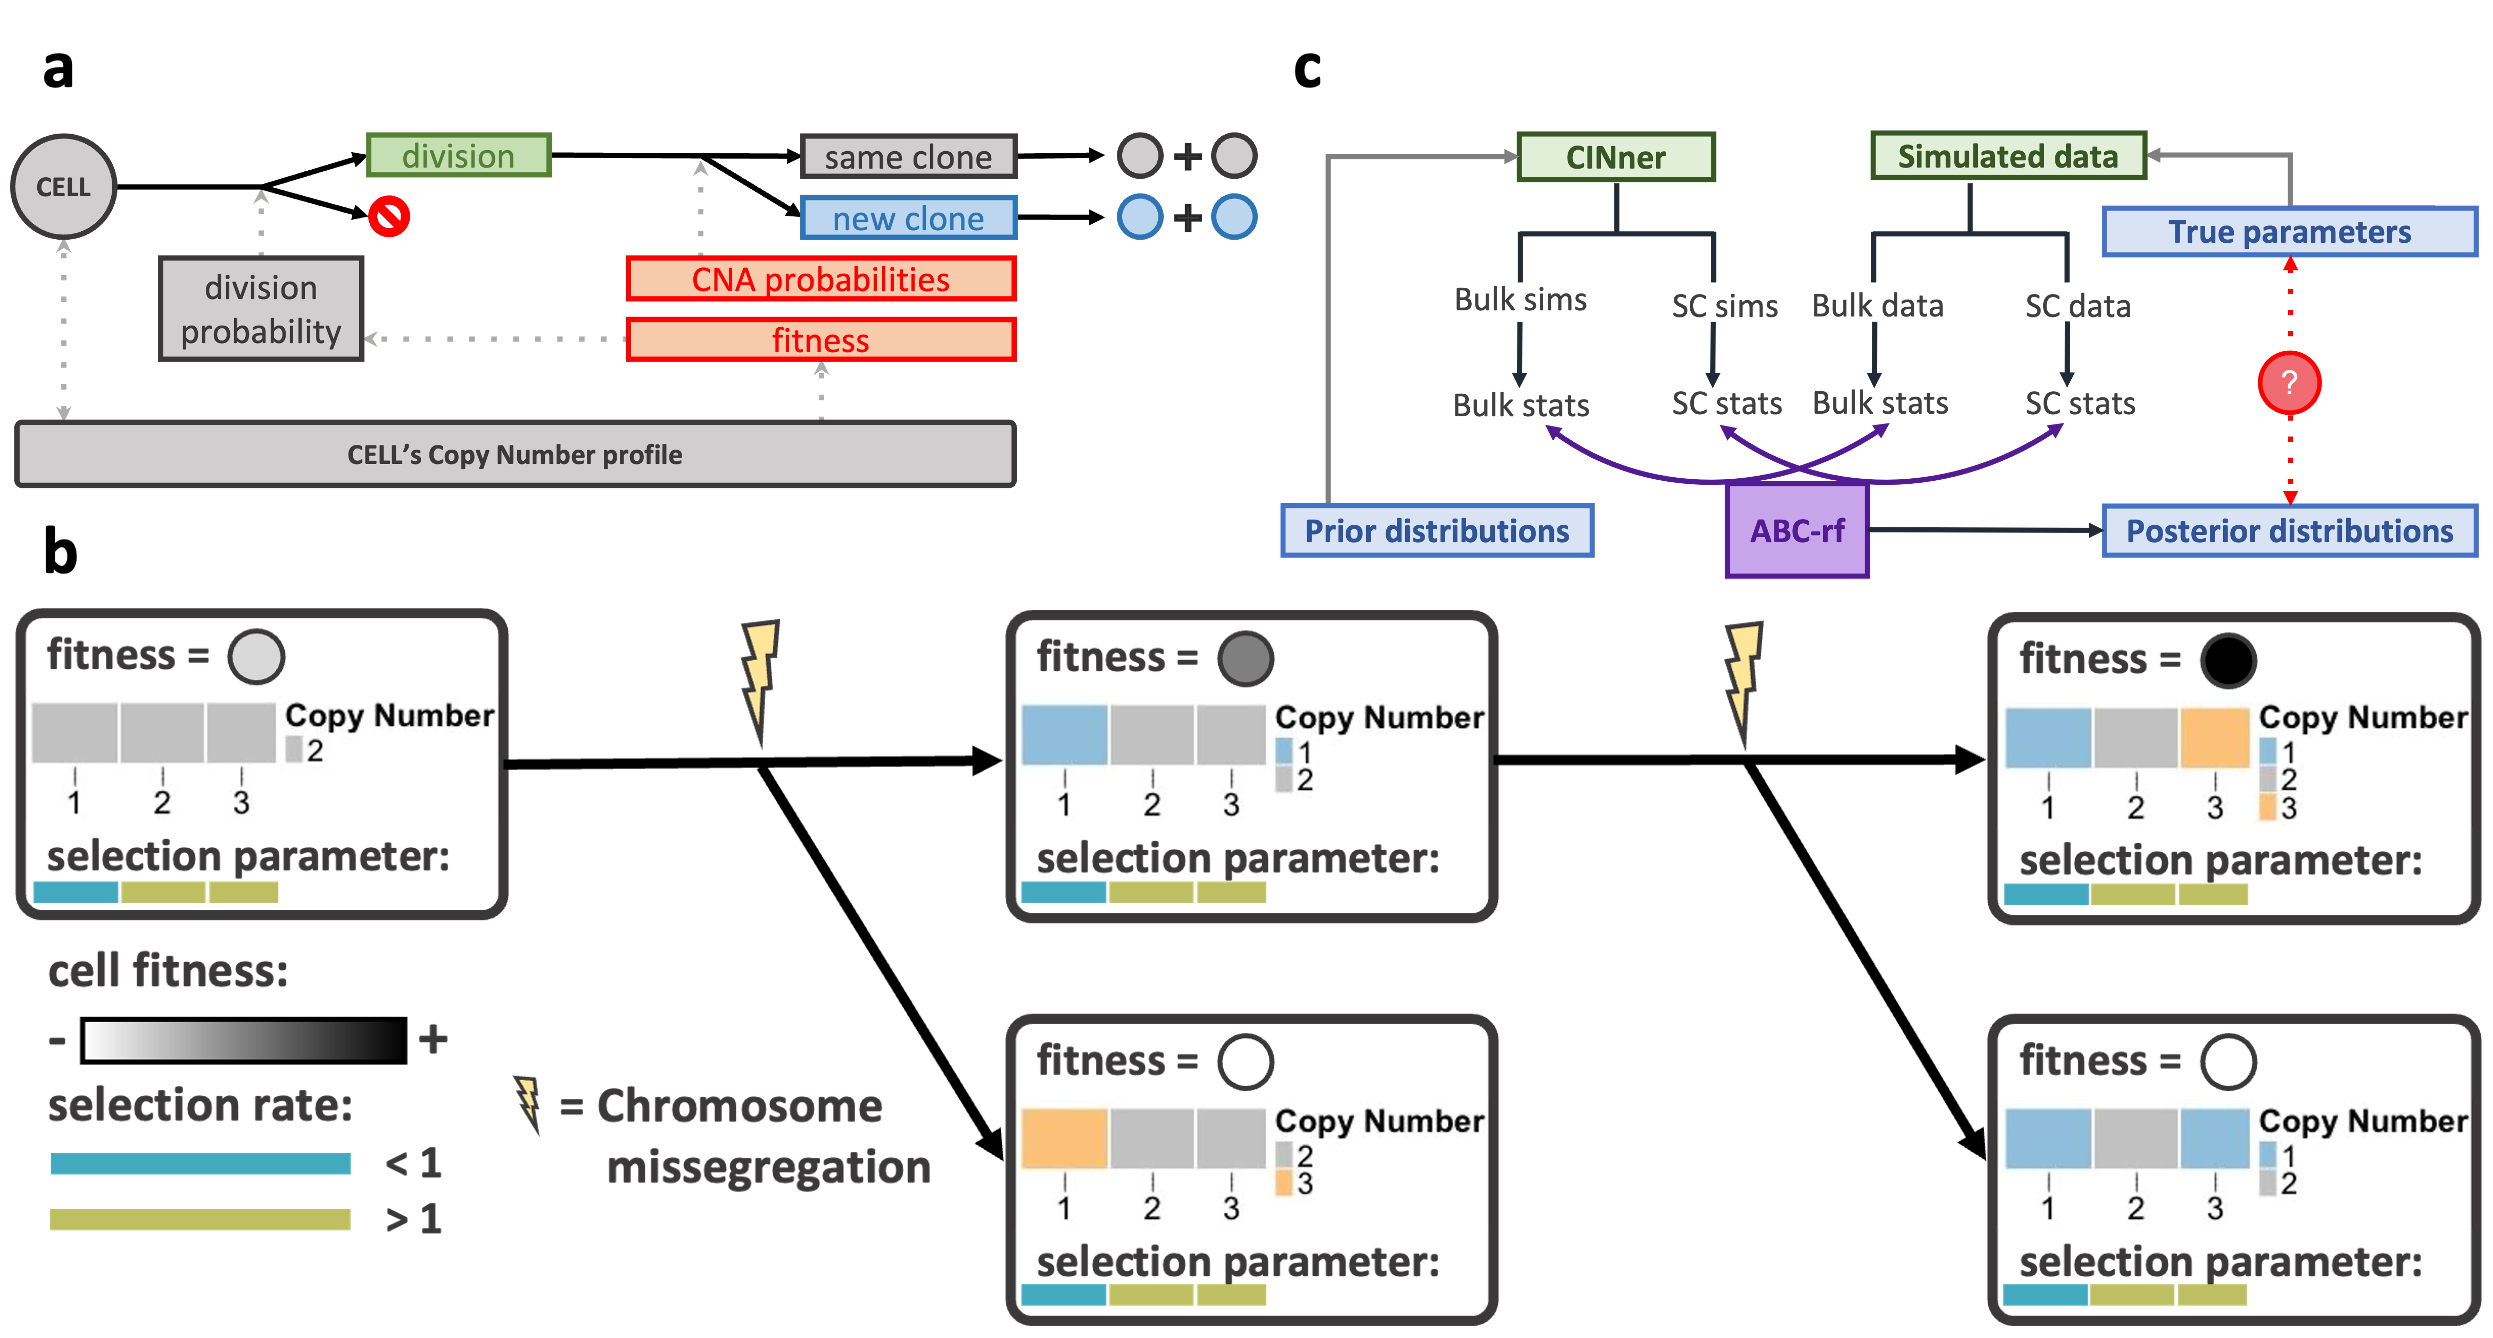 a
CELL
division
same clone
+
new clone
+
division
probability
CNA probabilities
fitness
CELL's Copy Number profile
c
CINner
Simulated data
True parameters
Bulk sims
SC sims
Bulk data
SC data
Bulk stats
SC stats
Bulk stats
SC stats
?
Prior distributions
ABC-rf
Posterior distributions
b
fitness =
Copy Number
2
1 2 3
selection parameter:
fitness =
Copy Number
1
2
1 2 3
selection parameter:
fitness =
Copy Number
1
2
3
1 2 3
selection parameter:
cell fitness:
- +
selection rate:
< 1
> 1
= Chromosome
missegregation
fitness =
Copy Number
2
3
1 2 3
selection parameter:
fitness =
Copy Number
1
2
1 2 3
selection parameter: